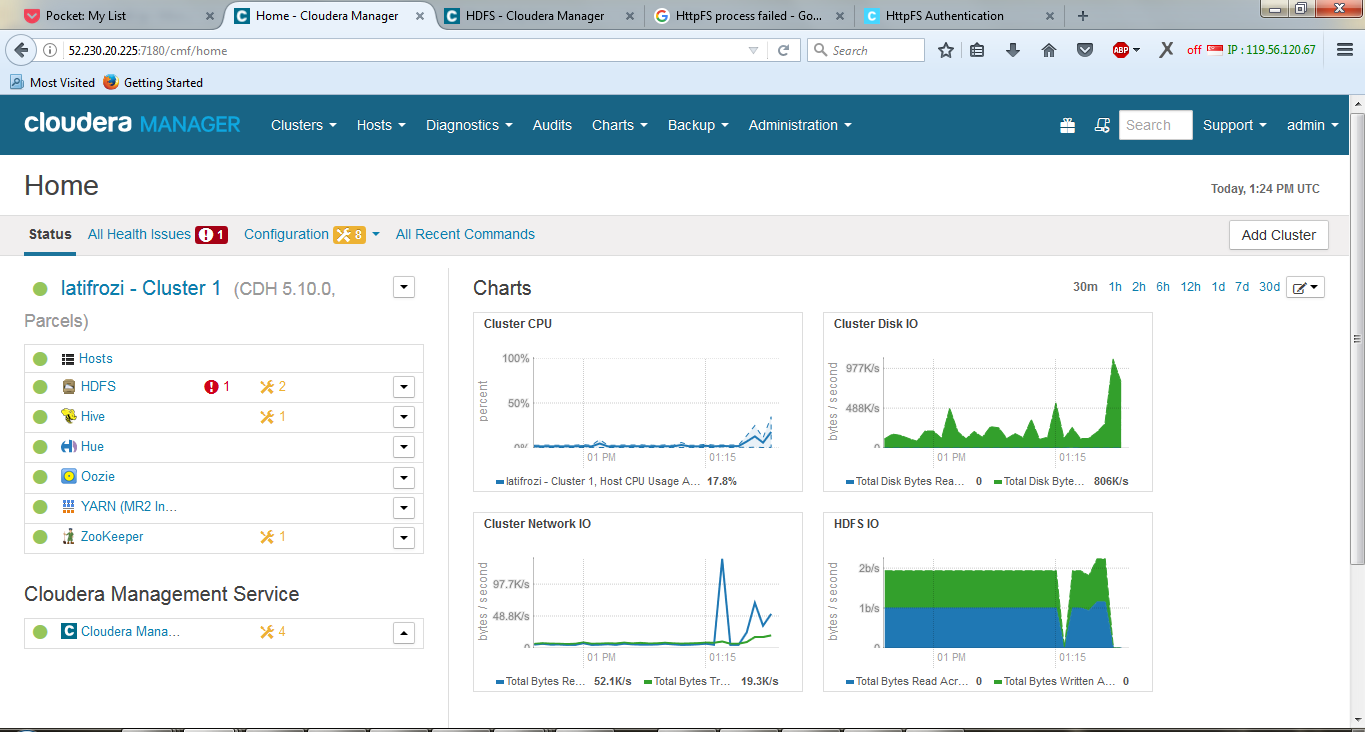 Pocket: My List
Home - Cloudera Manager
HDFS - Cloudera Manager
HttpFS process failed - Go...
HttpFS Authentication
52.230.20.225:7180/cmf/home
Search
ABP
off
IP : 119.56.120.67
Most Visited
Getting Started
cloudera MANAGER
Clusters
Hosts
Diagnostics
Audits
Charts
Backup
Administration
Search
Support
admin
Home
Today, 1:24 PM UTC
Status
All Health Issues 1
Configuration 8
All Recent Commands
Add Cluster
latifrozi - Cluster 1 (CDH 5.10.0,
Parcels)
Hosts
HDFS 1 2
Hive 1
Hue
Oozie
YARN (MR2 In...
ZooKeeper 1
Cloudera Management Service
Cloudera Mana... 4
Charts
30m 1h 2h 6h 12h 1d 7d 30d
Cluster CPU
percent
100%
50%
0%
01 PM
01:15
latifrozi - Cluster 1, Host CPU Usage A... 17.8%
Cluster Disk IO
bytes / second
977K/s
488K/s
0
01 PM
01:15
Total Disk Bytes Rea... 0
Total Disk Byte... 806K/s
Cluster Network IO
bytes / second
97.7K/s
48.8K/s
0
01 PM
01:15
Total Bytes Re... 52.1K/s
Total Bytes Tr... 19.3K/s
HDFS IO
bytes / second
2b/s
1b/s
0
01 PM
01:15
Total Bytes Read Acr... 0
Total Bytes Written A... 0